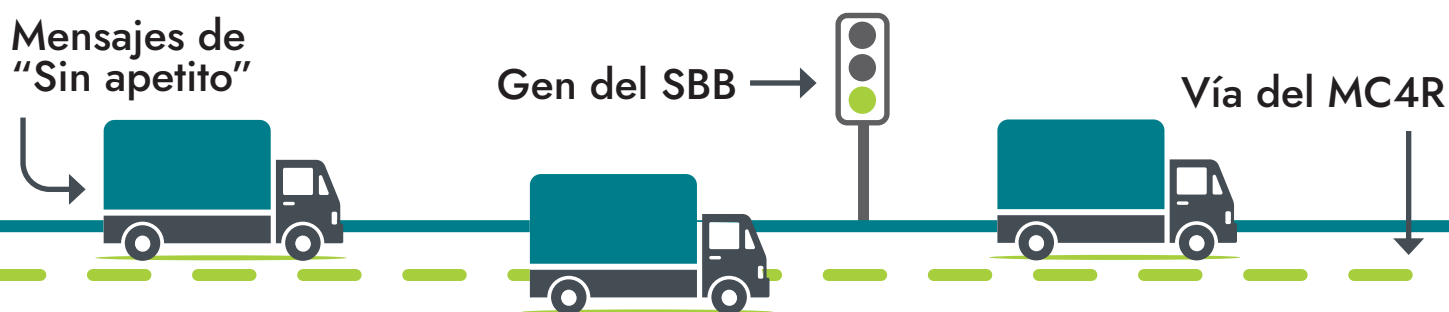 Mensajes de
“Sin apetito”
Gen del SBB
Vía del MC4R